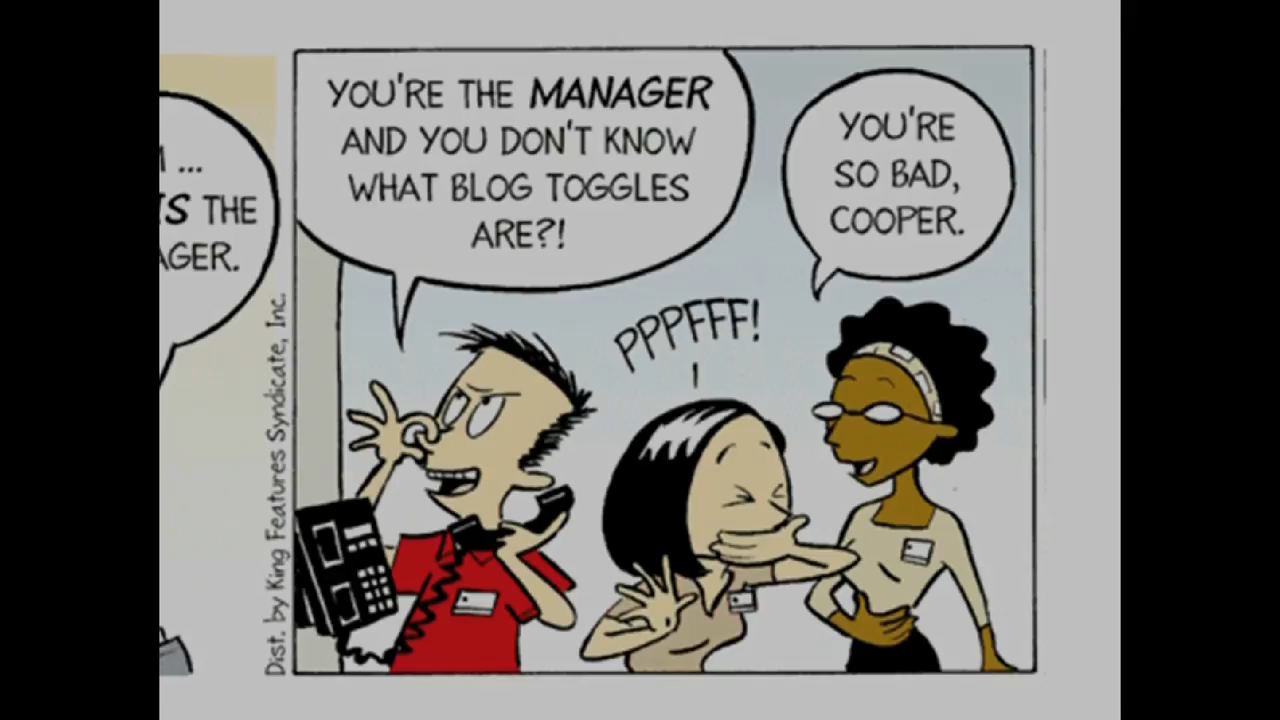 ...
IS THE
AGER.
Dist. by King Features Syndicate, Inc.
YOU'RE THE MANAGER
AND YOU DON'T KNOW
WHAT BLOG TOGGLES
ARE?!
YOU'RE
SO BAD,
COOPER.
PPPFFF!